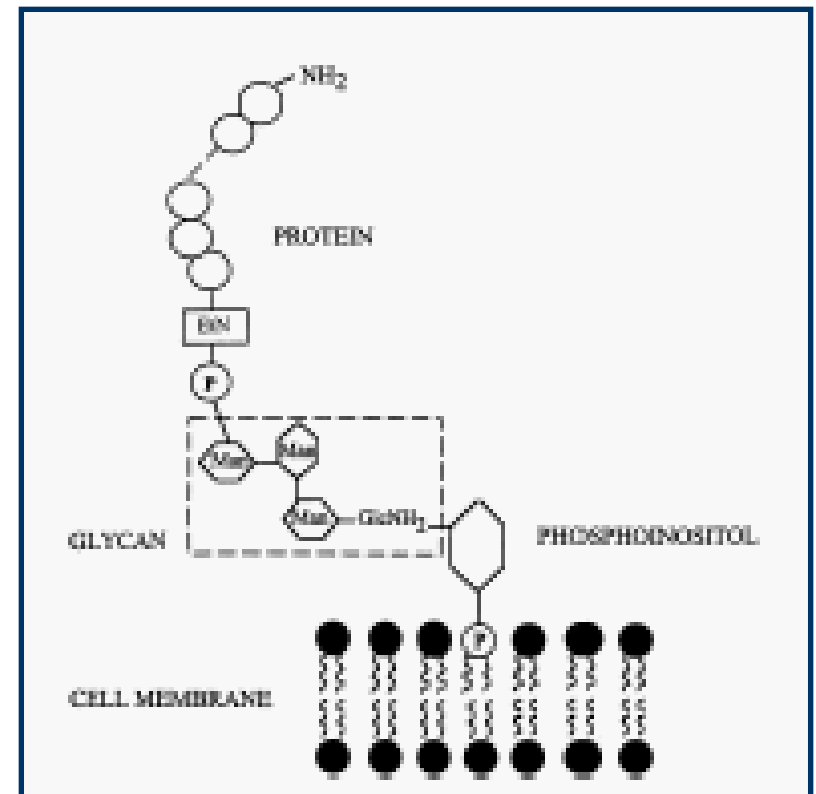 NH2
PROTEIN
EtN
P
Man
Man
Man
GlcNH2
GLYCAN
PHOSPHOINOSITOL
P
CELL MEMBRANE